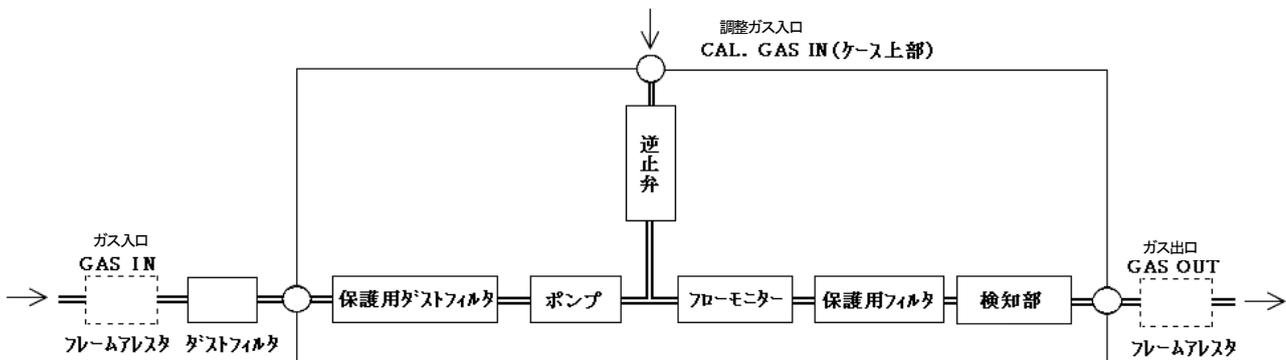 調整ガス入口
CAL. GAS IN(ケース上部)
逆止弁
ガス入口
GAS IN
ガス出口
GAS OUT
保護用ダストフィルタ
ポンプ
フローモニター
保護用フィルタ
検知部
フレームアレスタ
ダストフィルタ
フレームアレスタ